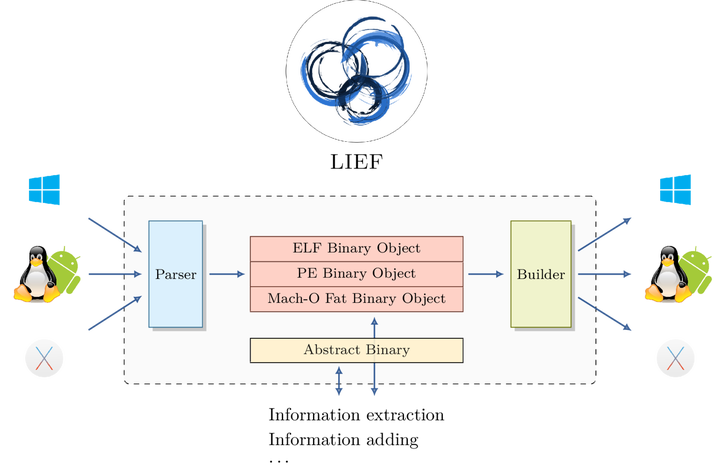 LIEF
Parser
ELF Binary Object
PE Binary Object
Mach-O Fat Binary Object
Builder
Abstract Binary
Information extraction
Information adding
...